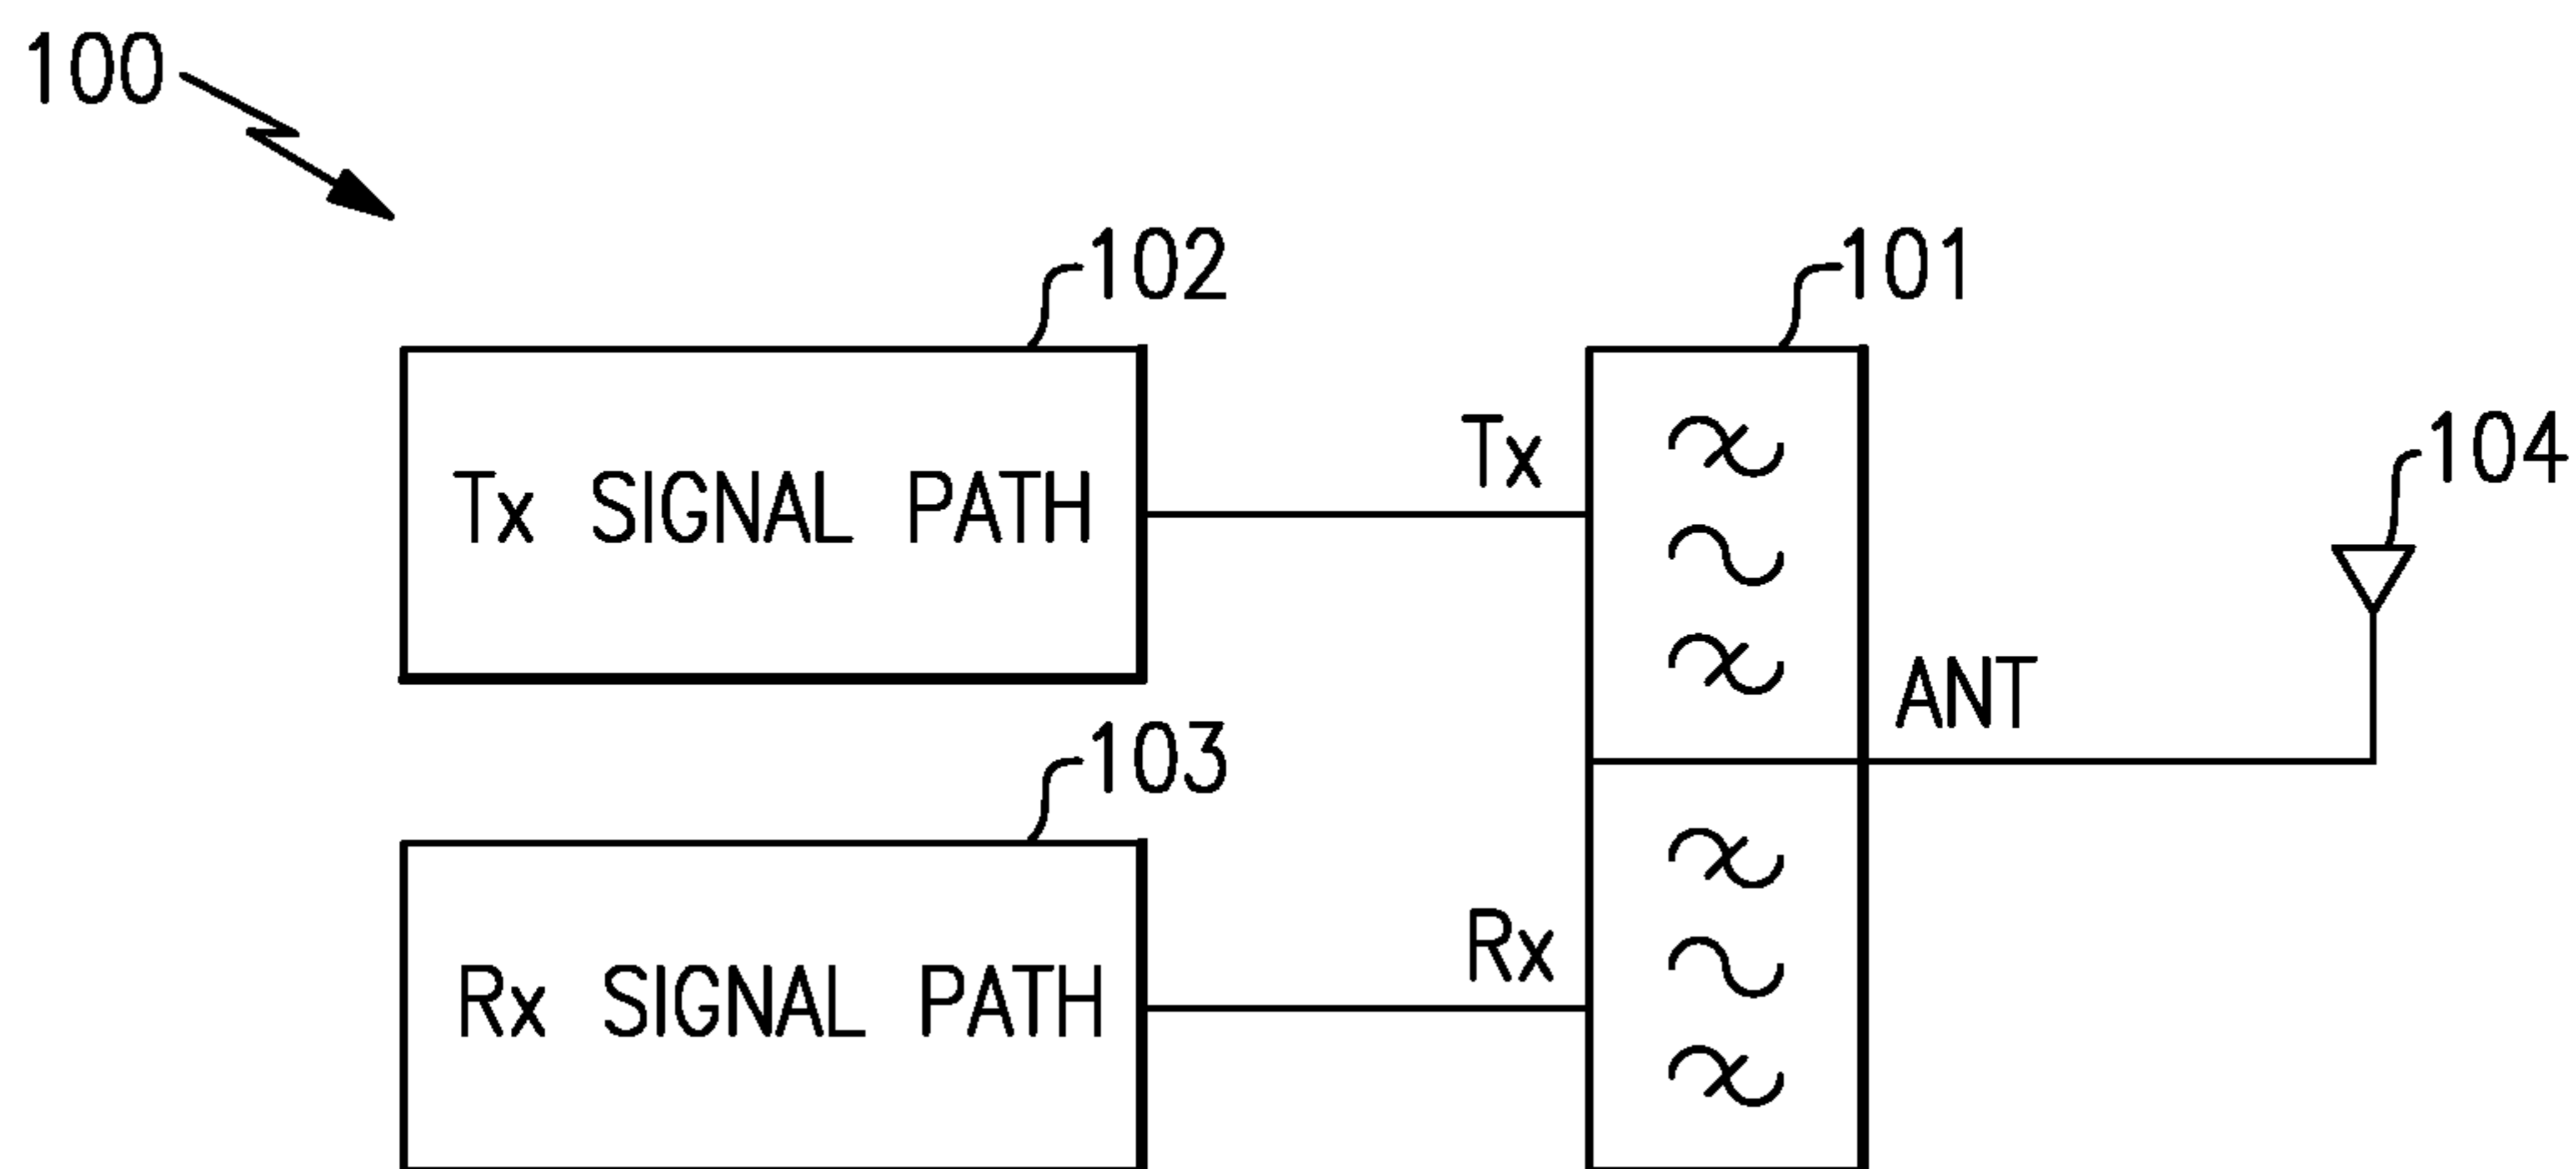 100
102
101
Tx SIGNAL PATH
Tx
104
ANT
103
Rx SIGNAL PATH
Rx